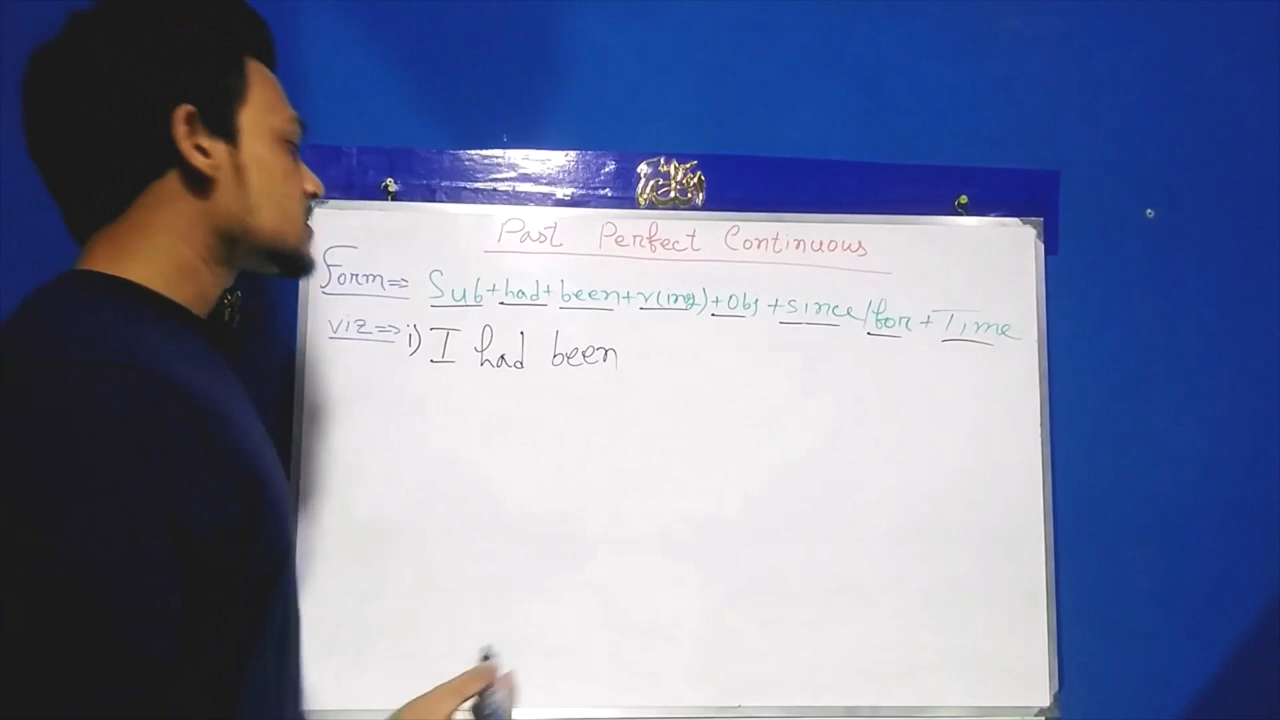 Past Perfect Continuous
Form=> Sub+had+been+v(ing)+Obj+since/for+Time
viz=> i) I had been